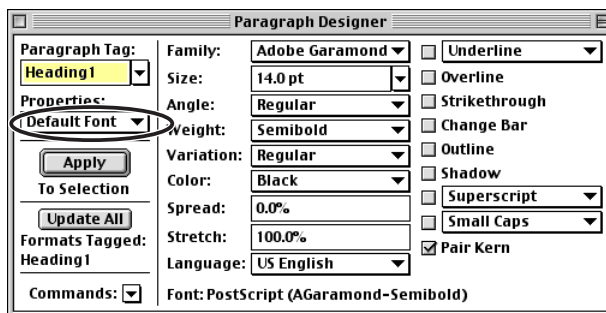 Paragraph Designer
Paragraph Tag:
Heading1
Properties:
Default Font
Apply
To Selection
Update All
Formats Tagged:
Heading1
Commands:
Family: Adobe Garamond
Size: 14.0 pt
Angle: Regular
Weight: Semibold
Variation: Regular
Color: Black
Spread: 0.0%
Stretch: 100.0%
Language: US English
Underline
Overline
Strikethrough
Change Bar
Outline
Shadow
Superscript
Small Caps
Pair Kern
Font: PostScript (AGaramond-Semibold)